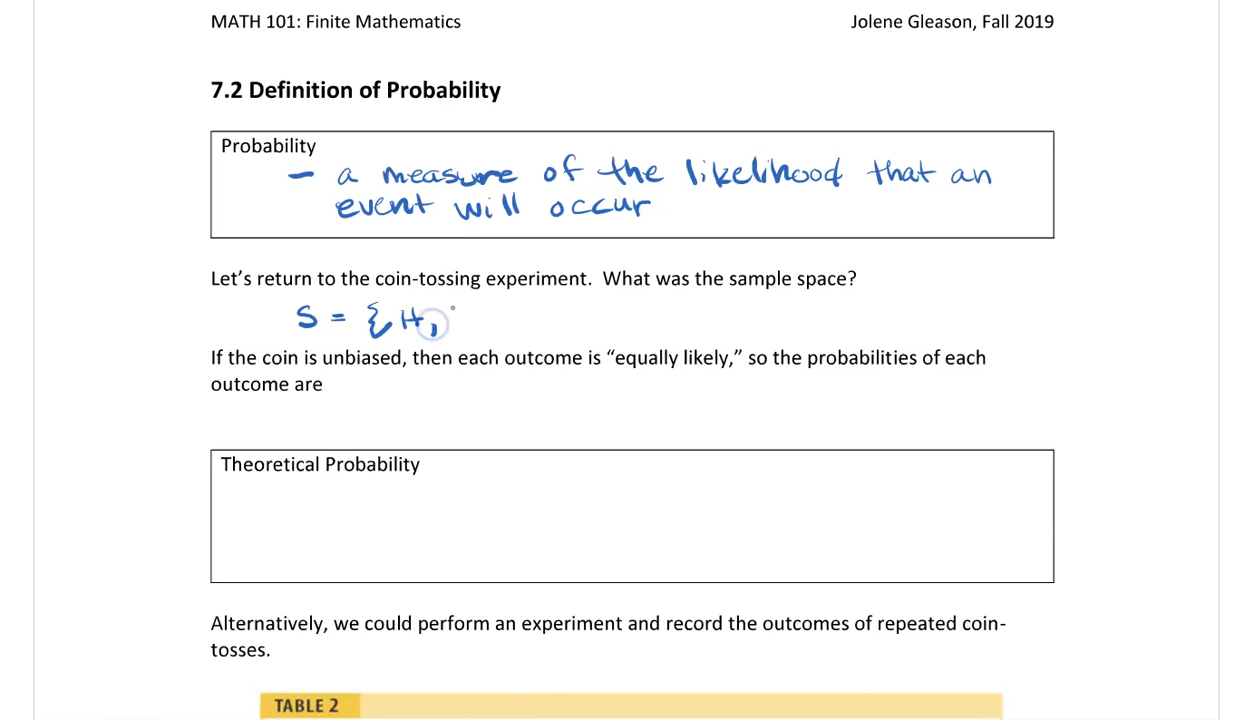 MATH 101: Finite Mathematics Jolene Gleason, Fall 2019
7.2 Definition of Probability
Probability
– a measure of the likelihood that an
event will occur
Let’s return to the coin-tossing experiment. What was the sample space?
S = { H,
If the coin is unbiased, then each outcome is “equally likely,” so the probabilities of each
outcome are
Theoretical Probability
Alternatively, we could perform an experiment and record the outcomes of repeated coin-
tosses.
TABLE 2